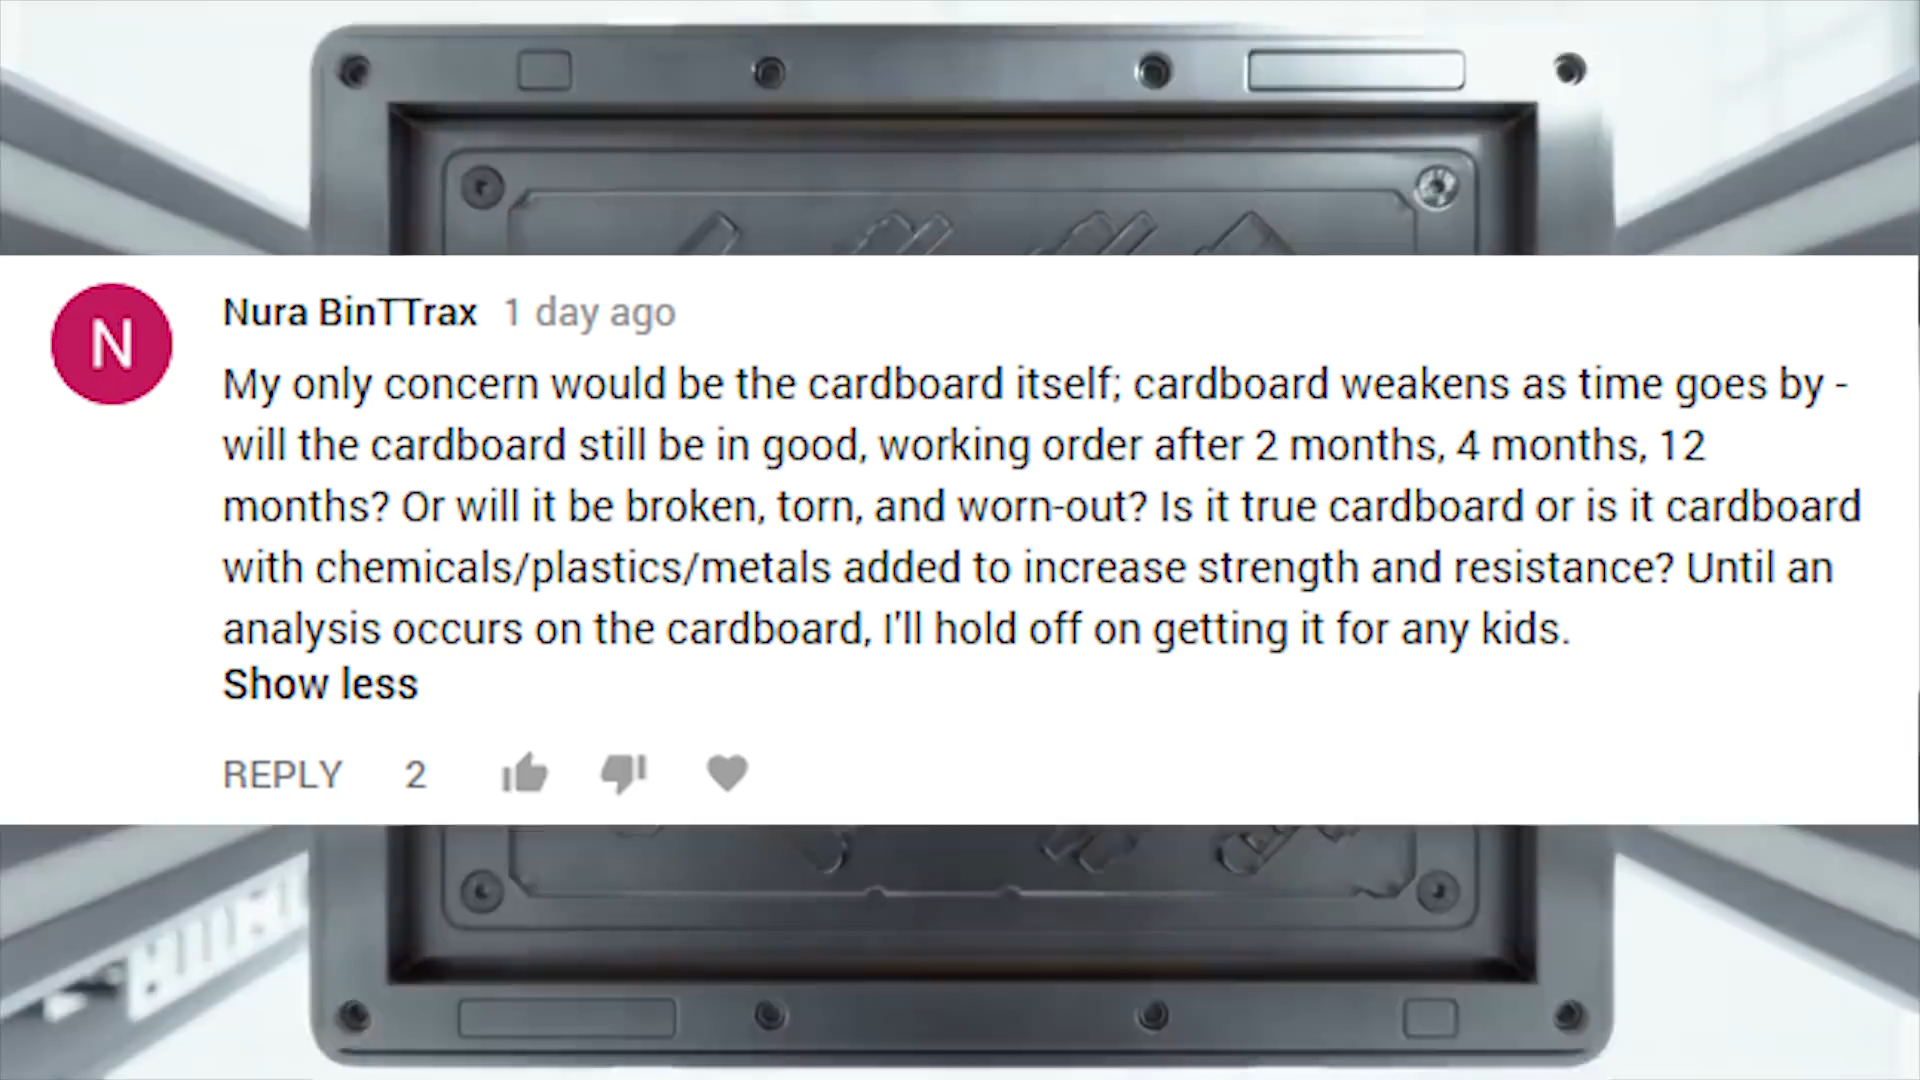 N
Nura BinTTrax 1 day ago
My only concern would be the cardboard itself; cardboard weakens as time goes by -
will the cardboard still be in good, working order after 2 months, 4 months, 12
months? Or will it be broken, torn, and worn-out? Is it true cardboard or is it cardboard
with chemicals/plastics/metals added to increase strength and resistance? Until an
analysis occurs on the cardboard, I'll hold off on getting it for any kids.
Show less
REPLY 2